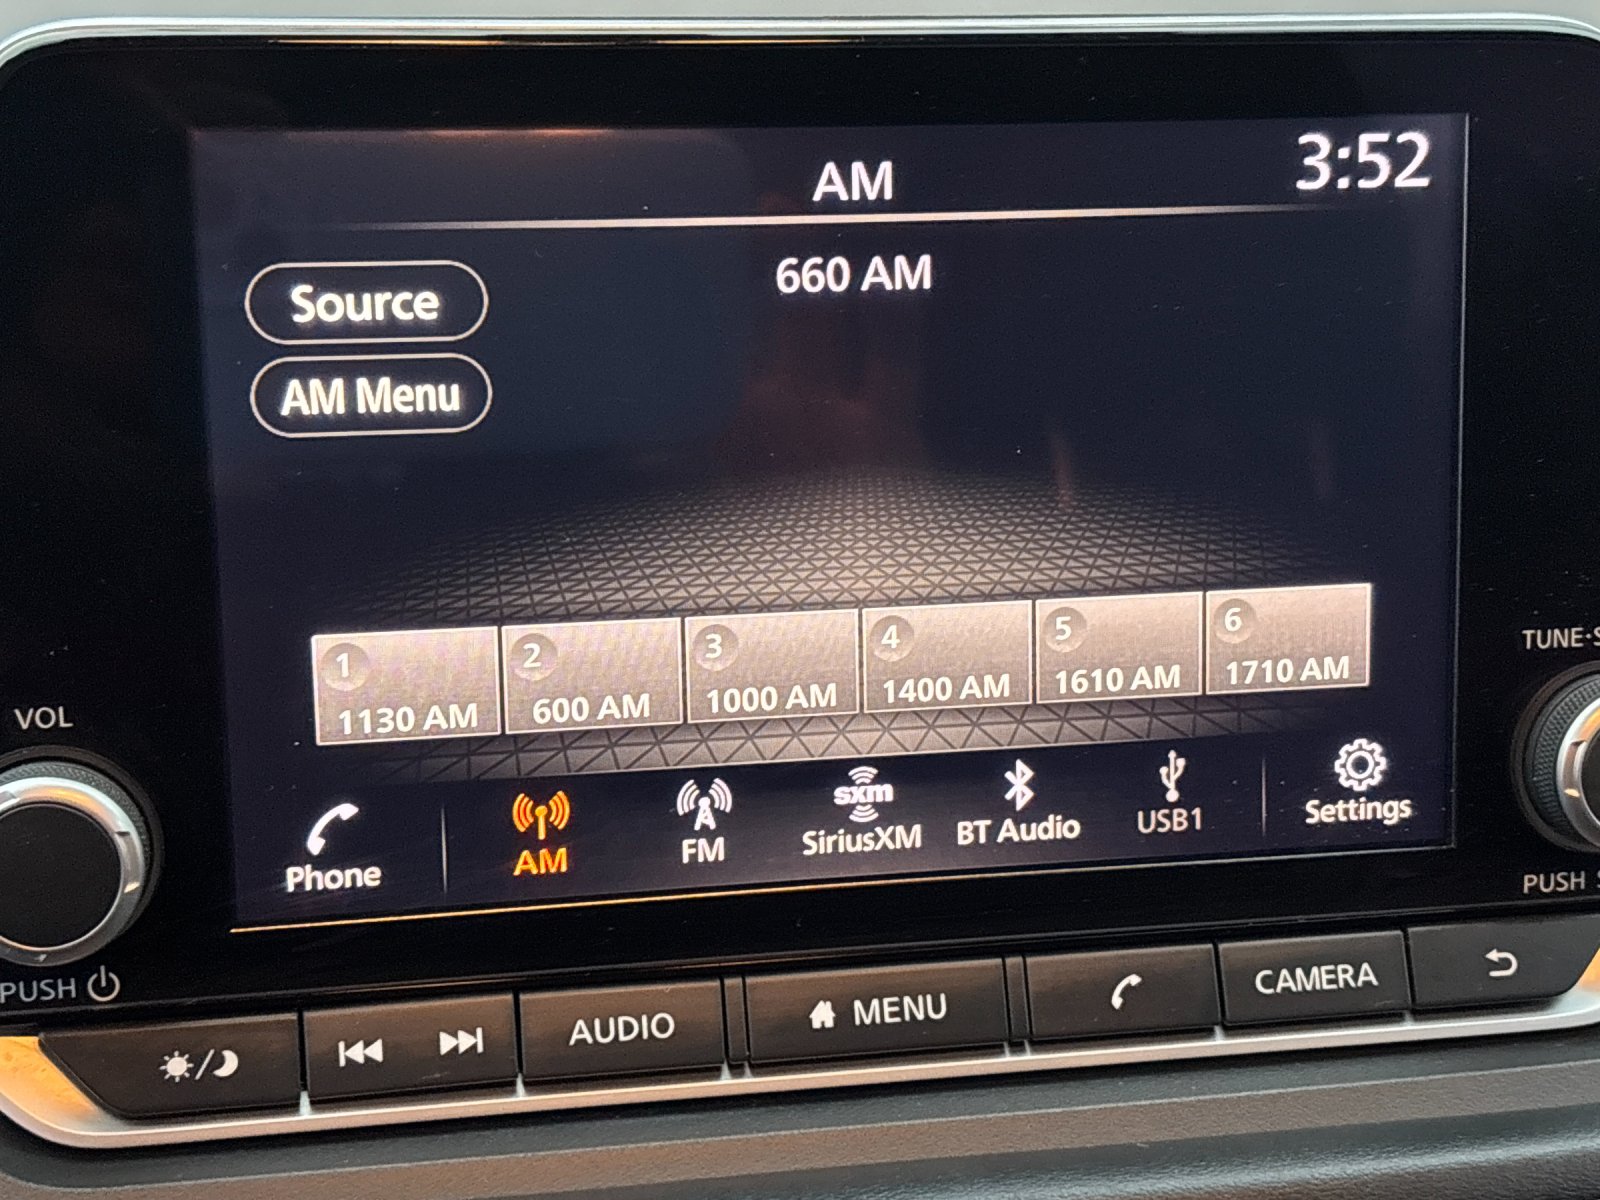 AM
3:52
660 AM
Source
AM Menu
1
1130 AM
2
600 AM
3
1000 AM
4
1400 AM
5
1610 AM
6
1710 AM
Phone
AM
FM
sxm
SiriusXM
BT Audio
USB1
Settings
VOL
PUSH
TUNE·S
PUSH
AUDIO
MENU
CAMERA